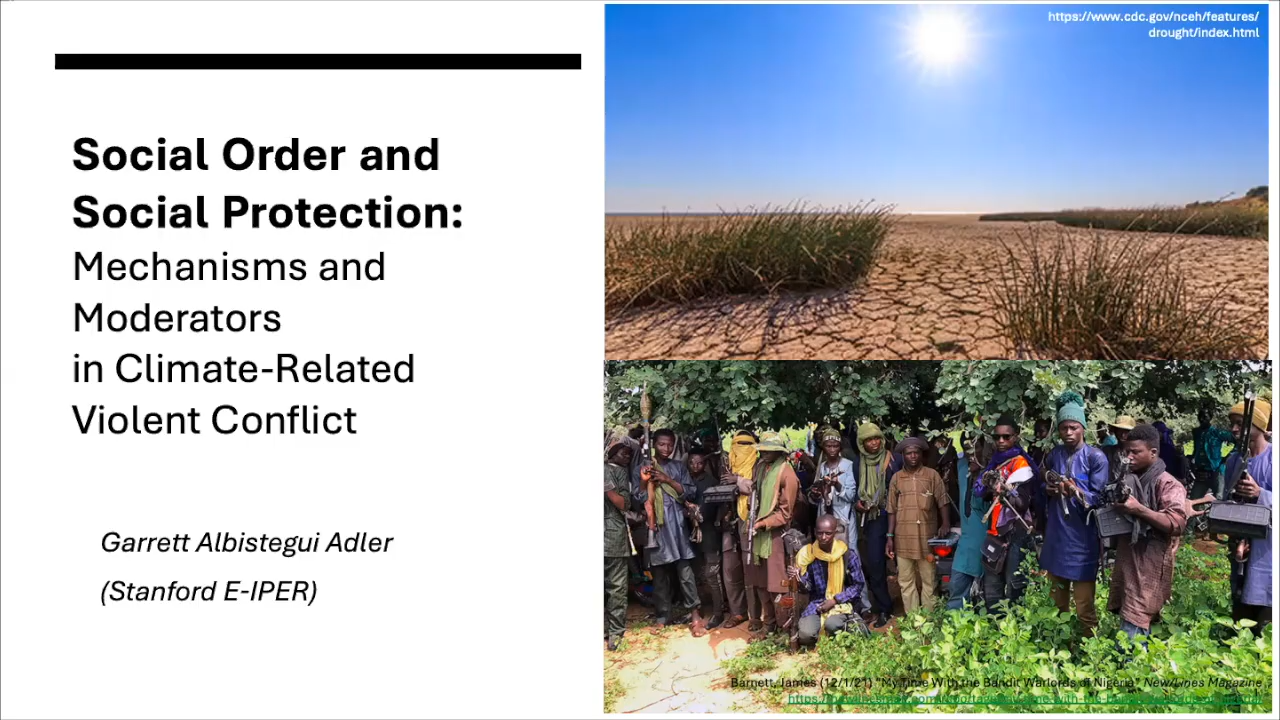 Social Order and
Social Protection:
Mechanisms and
Moderators
in Climate-Related
Violent Conflict
Garrett Albistegui Adler
(Stanford E-IPER)
https://www.cdc.gov/nceh/features/
drought/index.html
Barnett, James (12/1/21) "My Time With the Bandit Warlords of Nigeria" New Lines Magazine